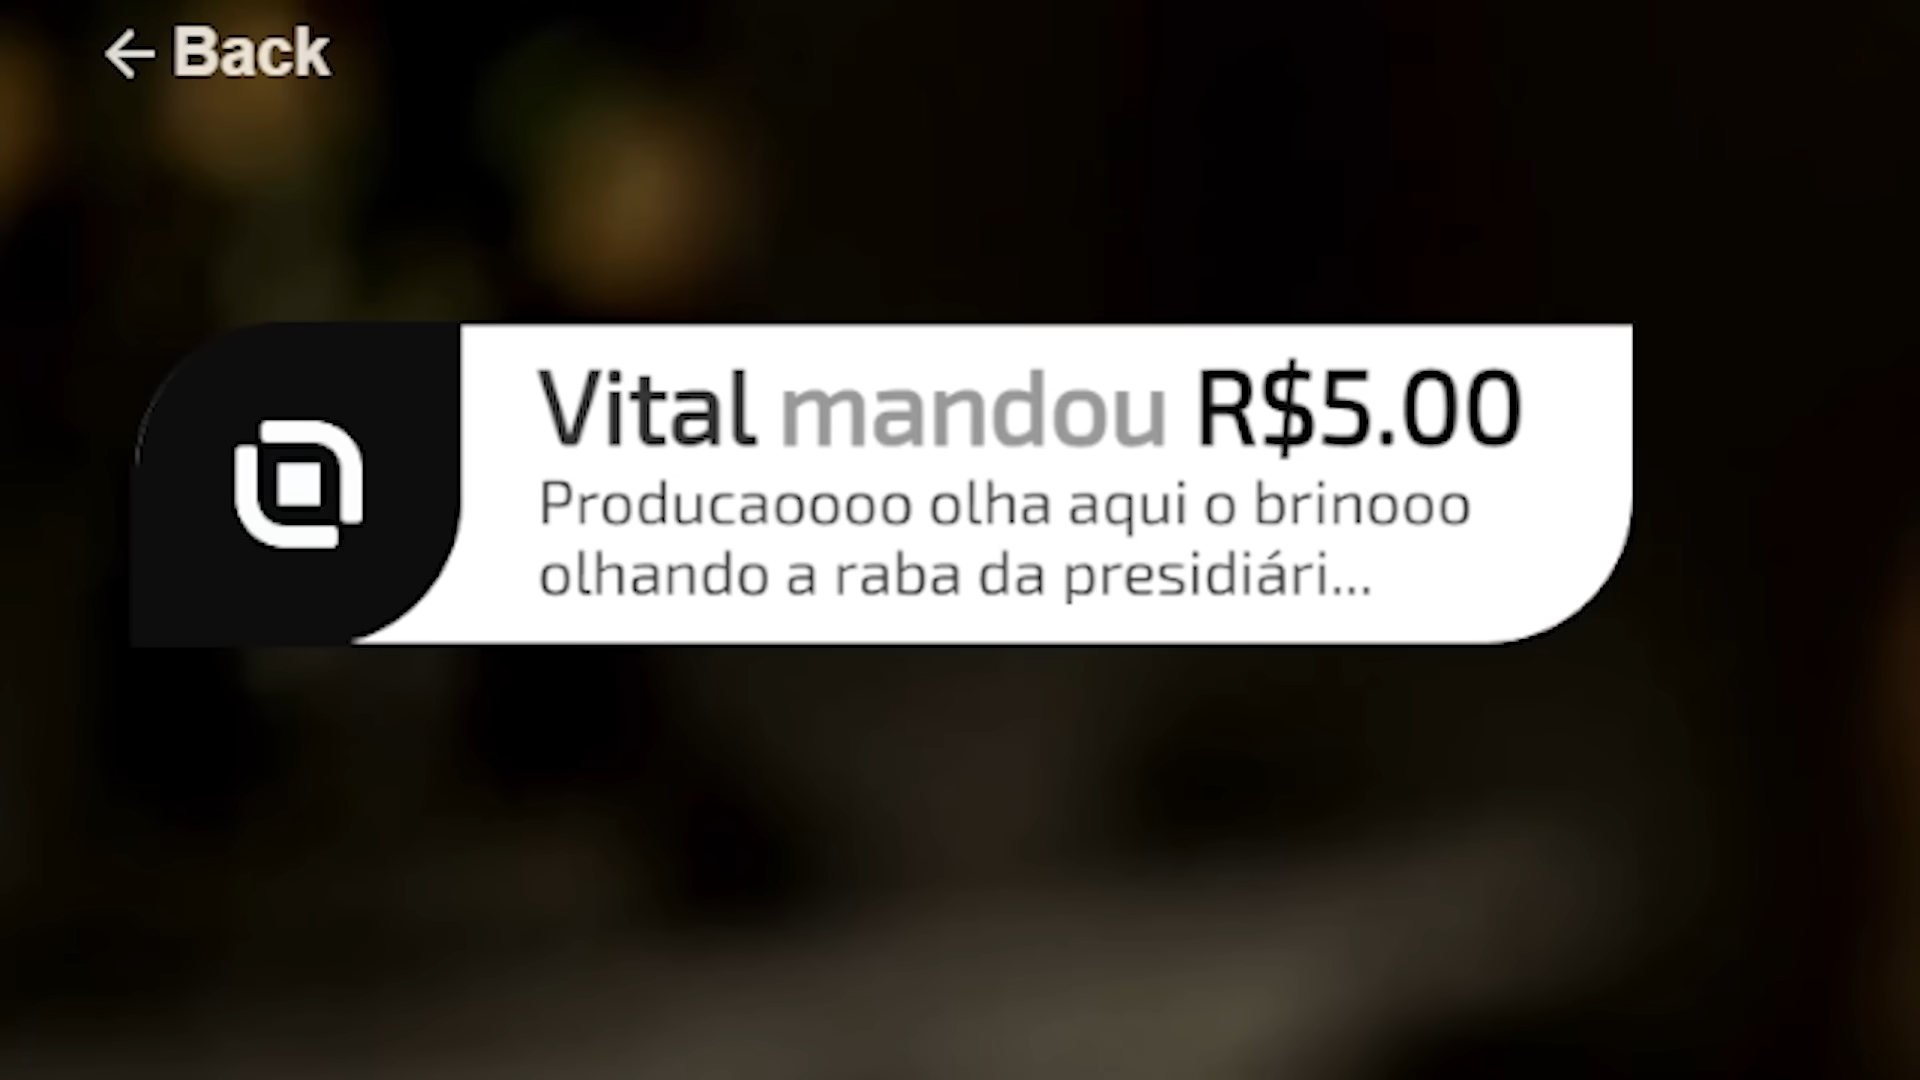 ← Back
Vital mandou R$5.00
Producaoooo olha aqui o brinooo
olhando a raba da presidiári...